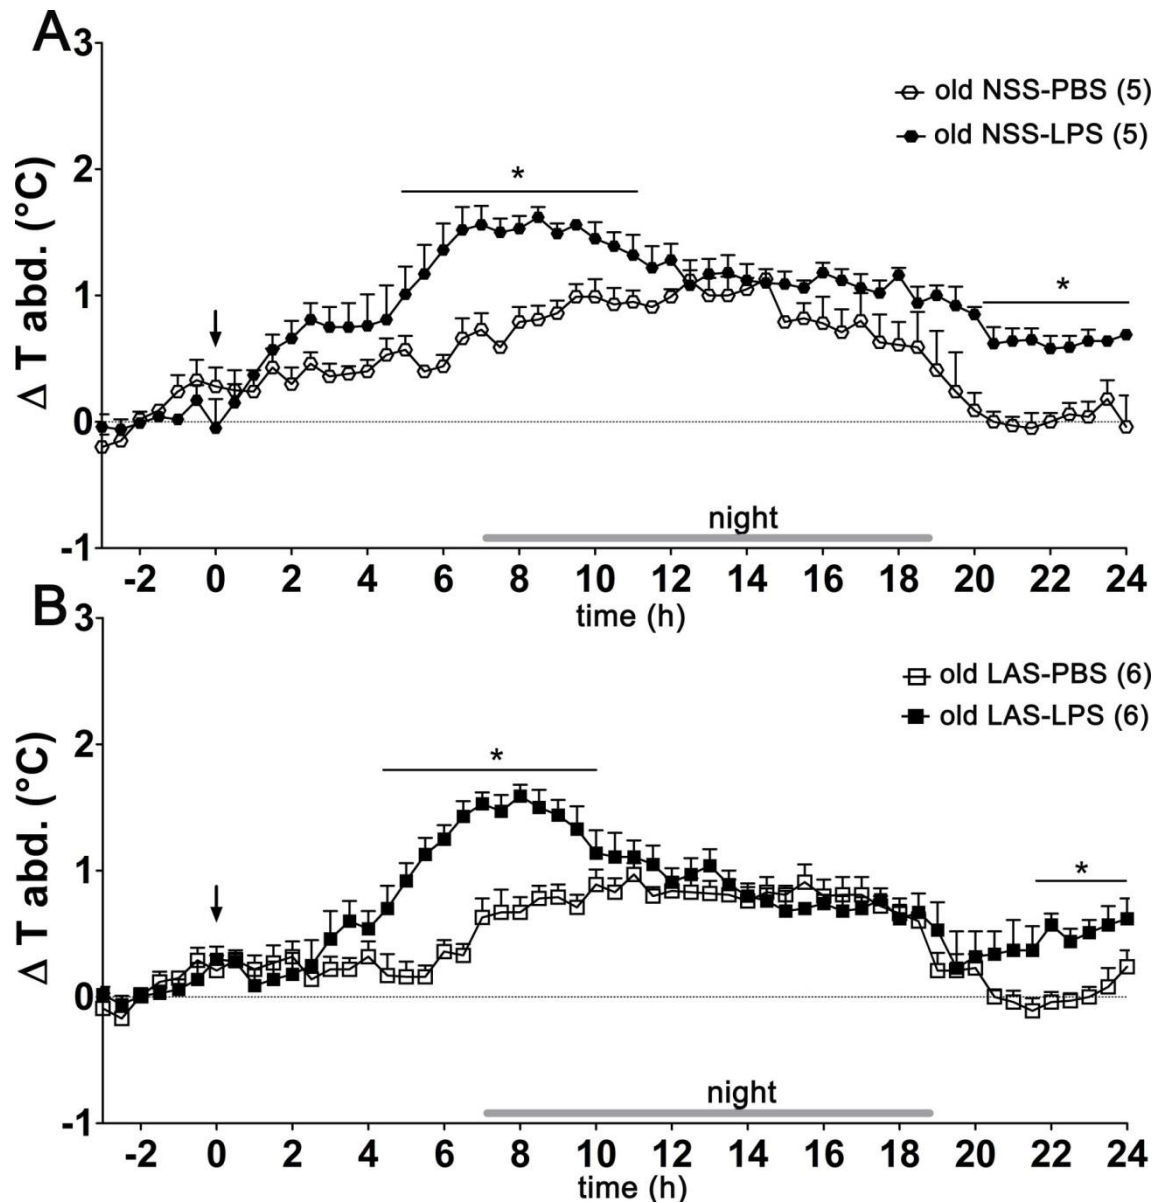 A
3
old NSS-PBS (5)
old NSS-LPS (5)
*
2
Δ T abd. (°C)
1
*
0
night
-1
-2 0 2 4 6 8 10 12 14 16 18 20 22 24
time (h)
B
3
old LAS-PBS (6)
old LAS-LPS (6)
*
2
Δ T abd. (°C)
1
*
0
night
-1
-2 0 2 4 6 8 10 12 14 16 18 20 22 24
time (h)